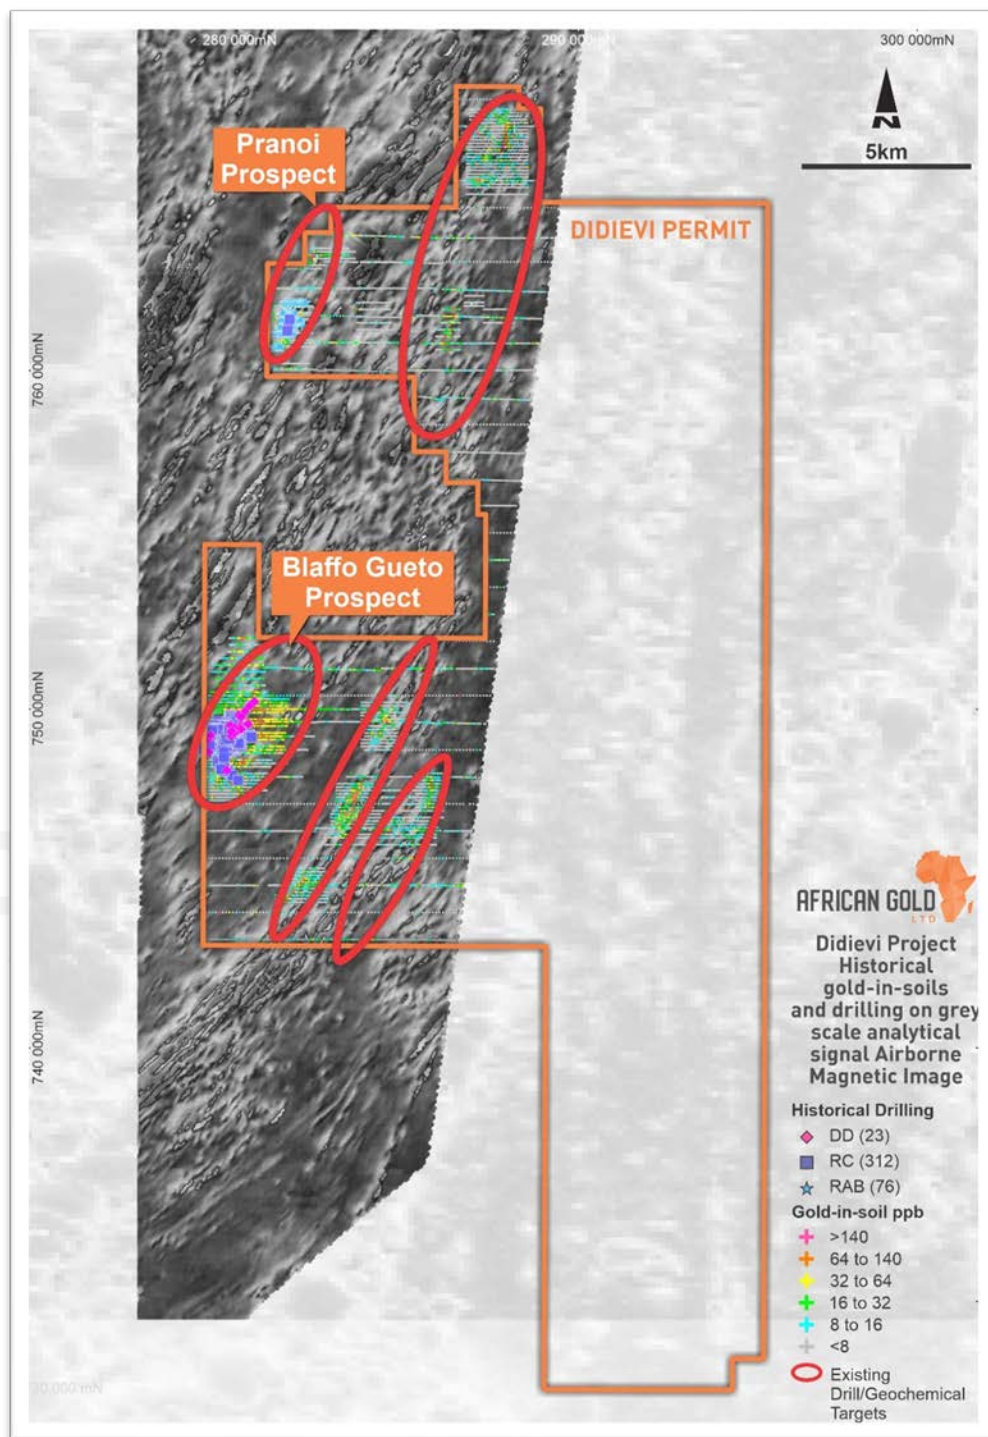 280 000mN
290 000mN
300 000mN
5km
Pranoi
Prospect
DIDIEVI PERMIT
760 000mN
Blaffo Gueto
Prospect
750 000mN
740 000mN
AFRICAN GOLD
LTD
Didievi Project
Historical
gold-in-soils
and drilling on grey
scale analytical
signal Airborne
Magnetic Image
Historical Drilling
DD (23)
RC (312)
RAB (76)
Gold-in-soil ppb
>140
64 to 140
32 to 64
16 to 32
8 to 16
<8
Existing
Drill/Geochemical
Targets